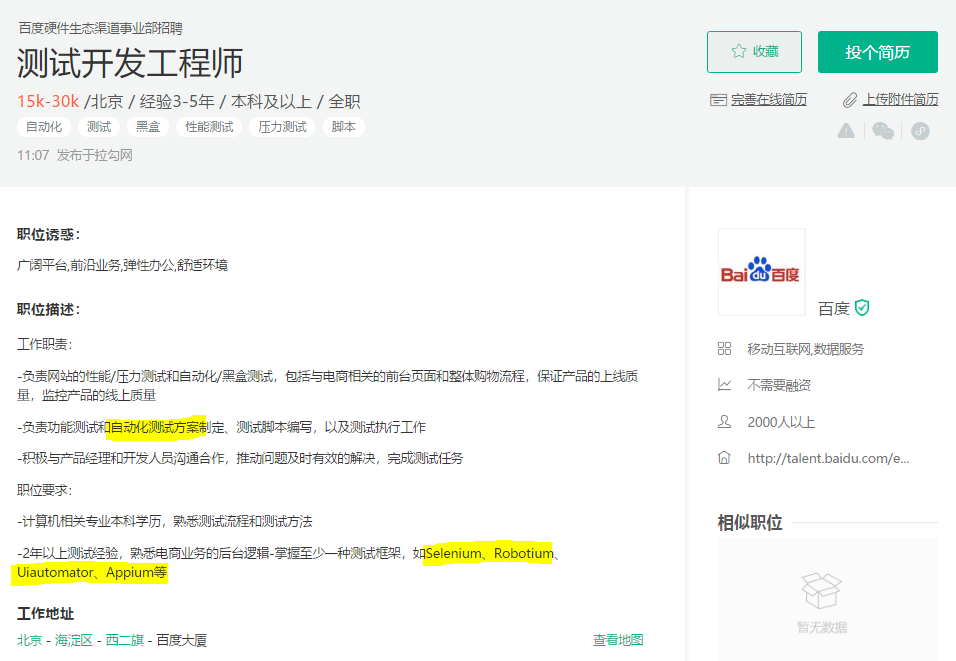 百度硬件生态渠道事业部招聘
测试开发工程师
15k-30k /北京 / 经验3-5年 / 本科及以上 / 全职
自动化 测试 黑盒 性能测试 压力测试 脚本
11:07 发布于拉勾网
收藏 投个简历
完善在线简历 上传附件简历
职位诱惑：
广阔平台,前沿业务,弹性办公,舒适环境
职位描述：
工作职责：
-负责网站的性能/压力测试和自动化/黑盒测试，包括与电商相关的前台页面和整体购物流程，保证产品的上线质
量，监控产品的线上质量
-负责功能测试和自动化测试方案制定、测试脚本编写，以及测试执行工作
-积极与产品经理和开发人员沟通合作，推动问题及时有效的解决，完成测试任务
职位要求：
-计算机相关专业本科学历，熟悉测试流程和测试方法
-2年以上测试经验，熟悉电商业务的后台逻辑-掌握至少一种测试框架，如Selenium、Robotium、
Uiautomator、Appium等
工作地址
北京 - 海淀区 - 西二旗 - 百度大厦 查看地图
Bai du 百度
百度
移动互联网,数据服务
不需要融资
2000人以上
http://talent.baidu.com/e...
相似职位
暂无数据